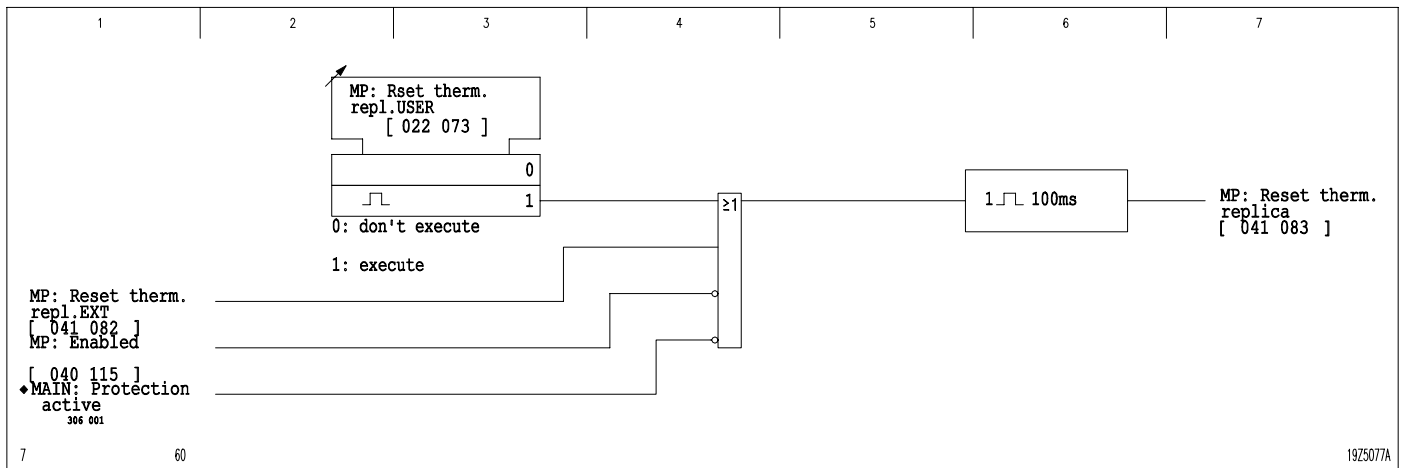 1 2 3 4 5 6 7
MP: Rset therm.
repl.USER
[ 022 073 ]
0
1
0: don't execute
1: execute
≥1
1 100ms
MP: Reset therm.
replica
[ 041 083 ]
MP: Reset therm.
repl.EXT
[ 041 082 ]
MP: Enabled
[ 040 115 ]
◆MAIN: Protection
active
306 001
7 60
19Z5077A